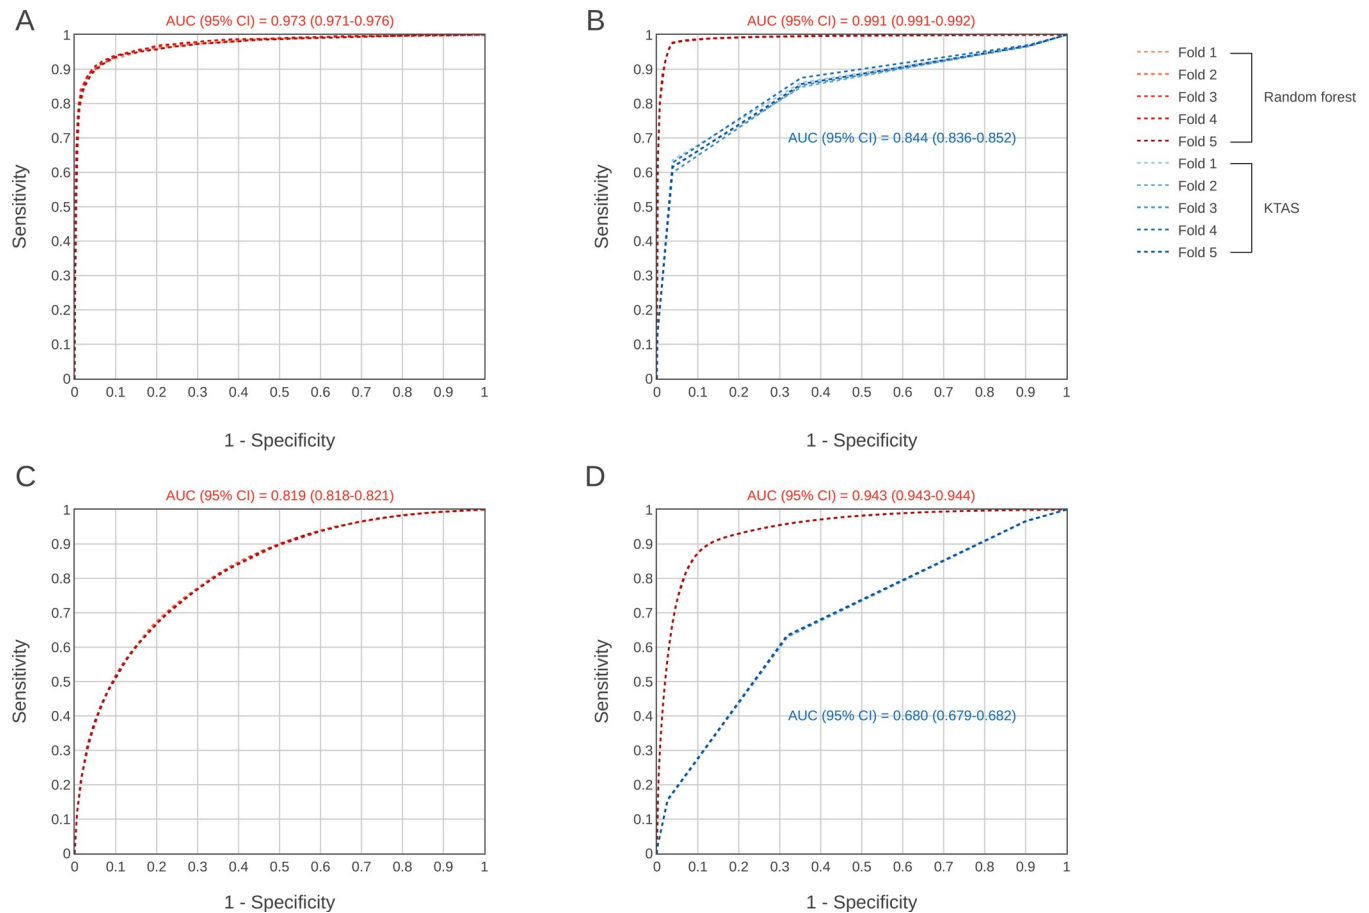 A
AUC (95% CI) = 0.973 (0.971-0.976)
Sensitivity
1
0.9
0.8
0.7
0.6
0.5
0.4
0.3
0.2
0.1
0
0 0.1 0.2 0.3 0.4 0.5 0.6 0.7 0.8 0.9 1
1 - Specificity
B
AUC (95% CI) = 0.991 (0.991-0.992)
Sensitivity
1
0.9
0.8
0.7
0.6
0.5
0.4
0.3
0.2
0.1
0
AUC (95% CI) = 0.844 (0.836-0.852)
0 0.1 0.2 0.3 0.4 0.5 0.6 0.7 0.8 0.9 1
1 - Specificity
Fold 1
Fold 2
Fold 3
Fold 4
Fold 5
Random forest
Fold 1
Fold 2
Fold 3
Fold 4
Fold 5
KTAS
C
AUC (95% CI) = 0.819 (0.818-0.821)
Sensitivity
1
0.9
0.8
0.7
0.6
0.5
0.4
0.3
0.2
0.1
0
0 0.1 0.2 0.3 0.4 0.5 0.6 0.7 0.8 0.9 1
1 - Specificity
D
AUC (95% CI) = 0.943 (0.943-0.944)
Sensitivity
1
0.9
0.8
0.7
0.6
0.5
0.4
0.3
0.2
0.1
0
AUC (95% CI) = 0.680 (0.679-0.682)
0 0.1 0.2 0.3 0.4 0.5 0.6 0.7 0.8 0.9 1
1 - Specificity